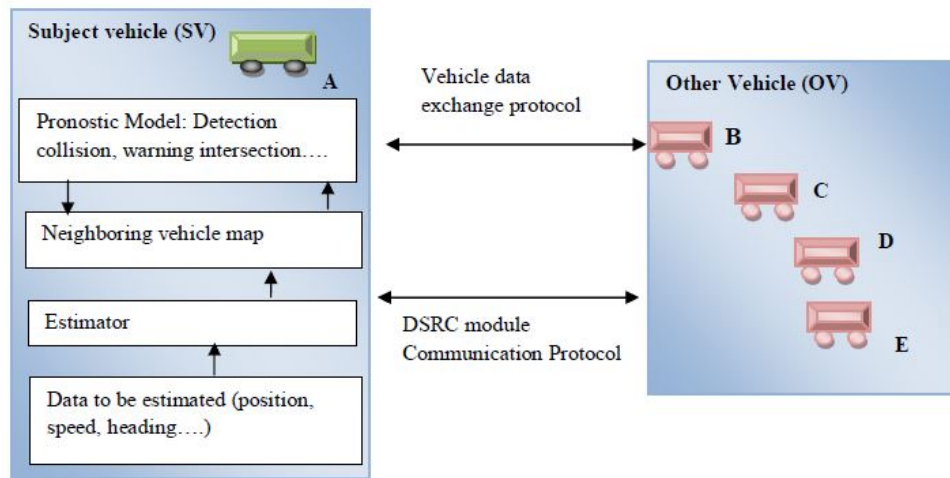 Subject vehicle (SV)
A
Pronostic Model: Detection
collision, warning intersection….
Neighboring vehicle map
Estimator
Data to be estimated (position,
speed, heading….)
Vehicle data
exchange protocol
DSRC module
Communication Protocol
Other Vehicle (OV)
B
C
D
E